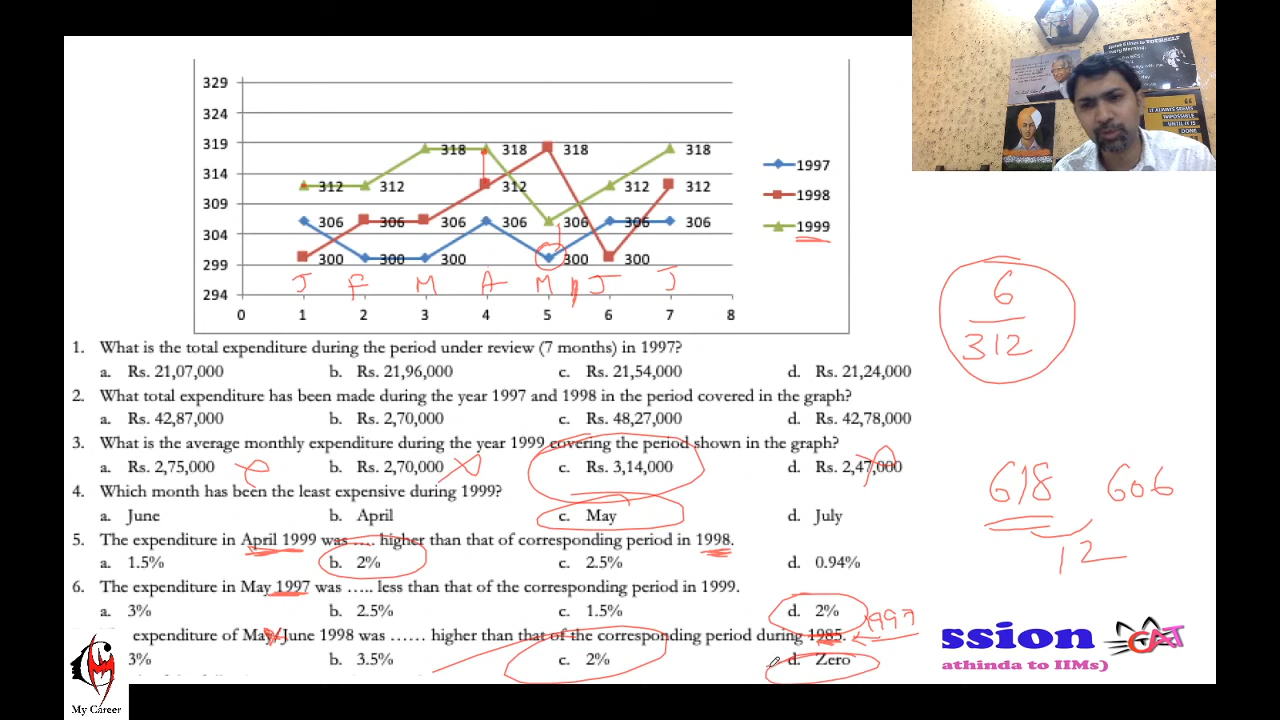 329
324
319
314
309
304
299
294
318 318 318 318
312 312 312 312 312
306 306 306 306 306 306 306
300 300 300 300 300
J F M A M J J
0 1 2 3 4 5 6 7 8
1997
1998
1999
1. What is the total expenditure during the period under review (7 months) in 1997?
a. Rs. 21,07,000 b. Rs. 21,96,000 c. Rs. 21,54,000 d. Rs. 21,24,000
2. What total expenditure has been made during the year 1997 and 1998 in the period covered in the graph?
a. Rs. 42,87,000 b. Rs. 2,70,000 c. Rs. 48,27,000 d. Rs. 42,78,000
3. What is the average monthly expenditure during the year 1999 covering the period shown in the graph?
a. Rs. 2,75,000 b. Rs. 2,70,000 c. Rs. 3,14,000 d. Rs. 2,47,000
4. Which month has been the least expensive during 1999?
a. June b. April c. May d. July
5. The expenditure in April 1999 was .... higher than that of corresponding period in 1998.
a. 1.5% b. 2% c. 2.5% d. 0.94%
6. The expenditure in May 1997 was ..... less than that of the corresponding period in 1999.
a. 3% b. 2.5% c. 1.5% d. 2%
expenditure of May/June 1998 was ...... higher than that of the corresponding period during 1985.
1997
3% b. 3.5% c. 2% d. Zero
6
312
618 606
12
IT ALWAYS SEEMS
IMPOSSIBLE
UNTIL IT IS
DONE
ssion CAT
athinda to IIMs)
My Career